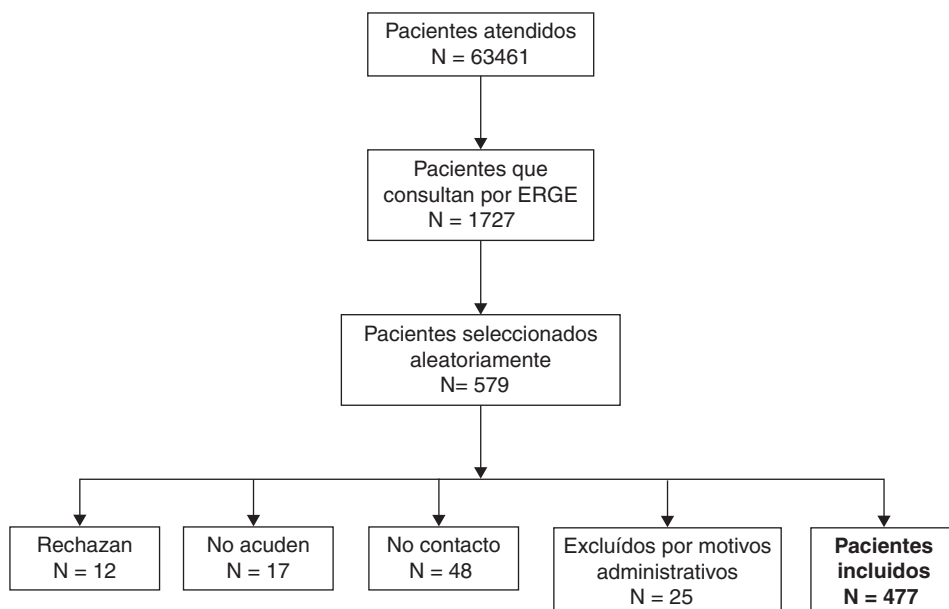 Pacientes atendidos
N = 63461
Pacientes que
consultan por ERGE
N = 1727
Pacientes seleccionados
aleatoriamente
N= 579
Rechazan
N = 12
No acuden
N = 17
No contacto
N = 48
Excluídos por motivos
administrativos
N = 25
Pacientes
incluidos
N = 477